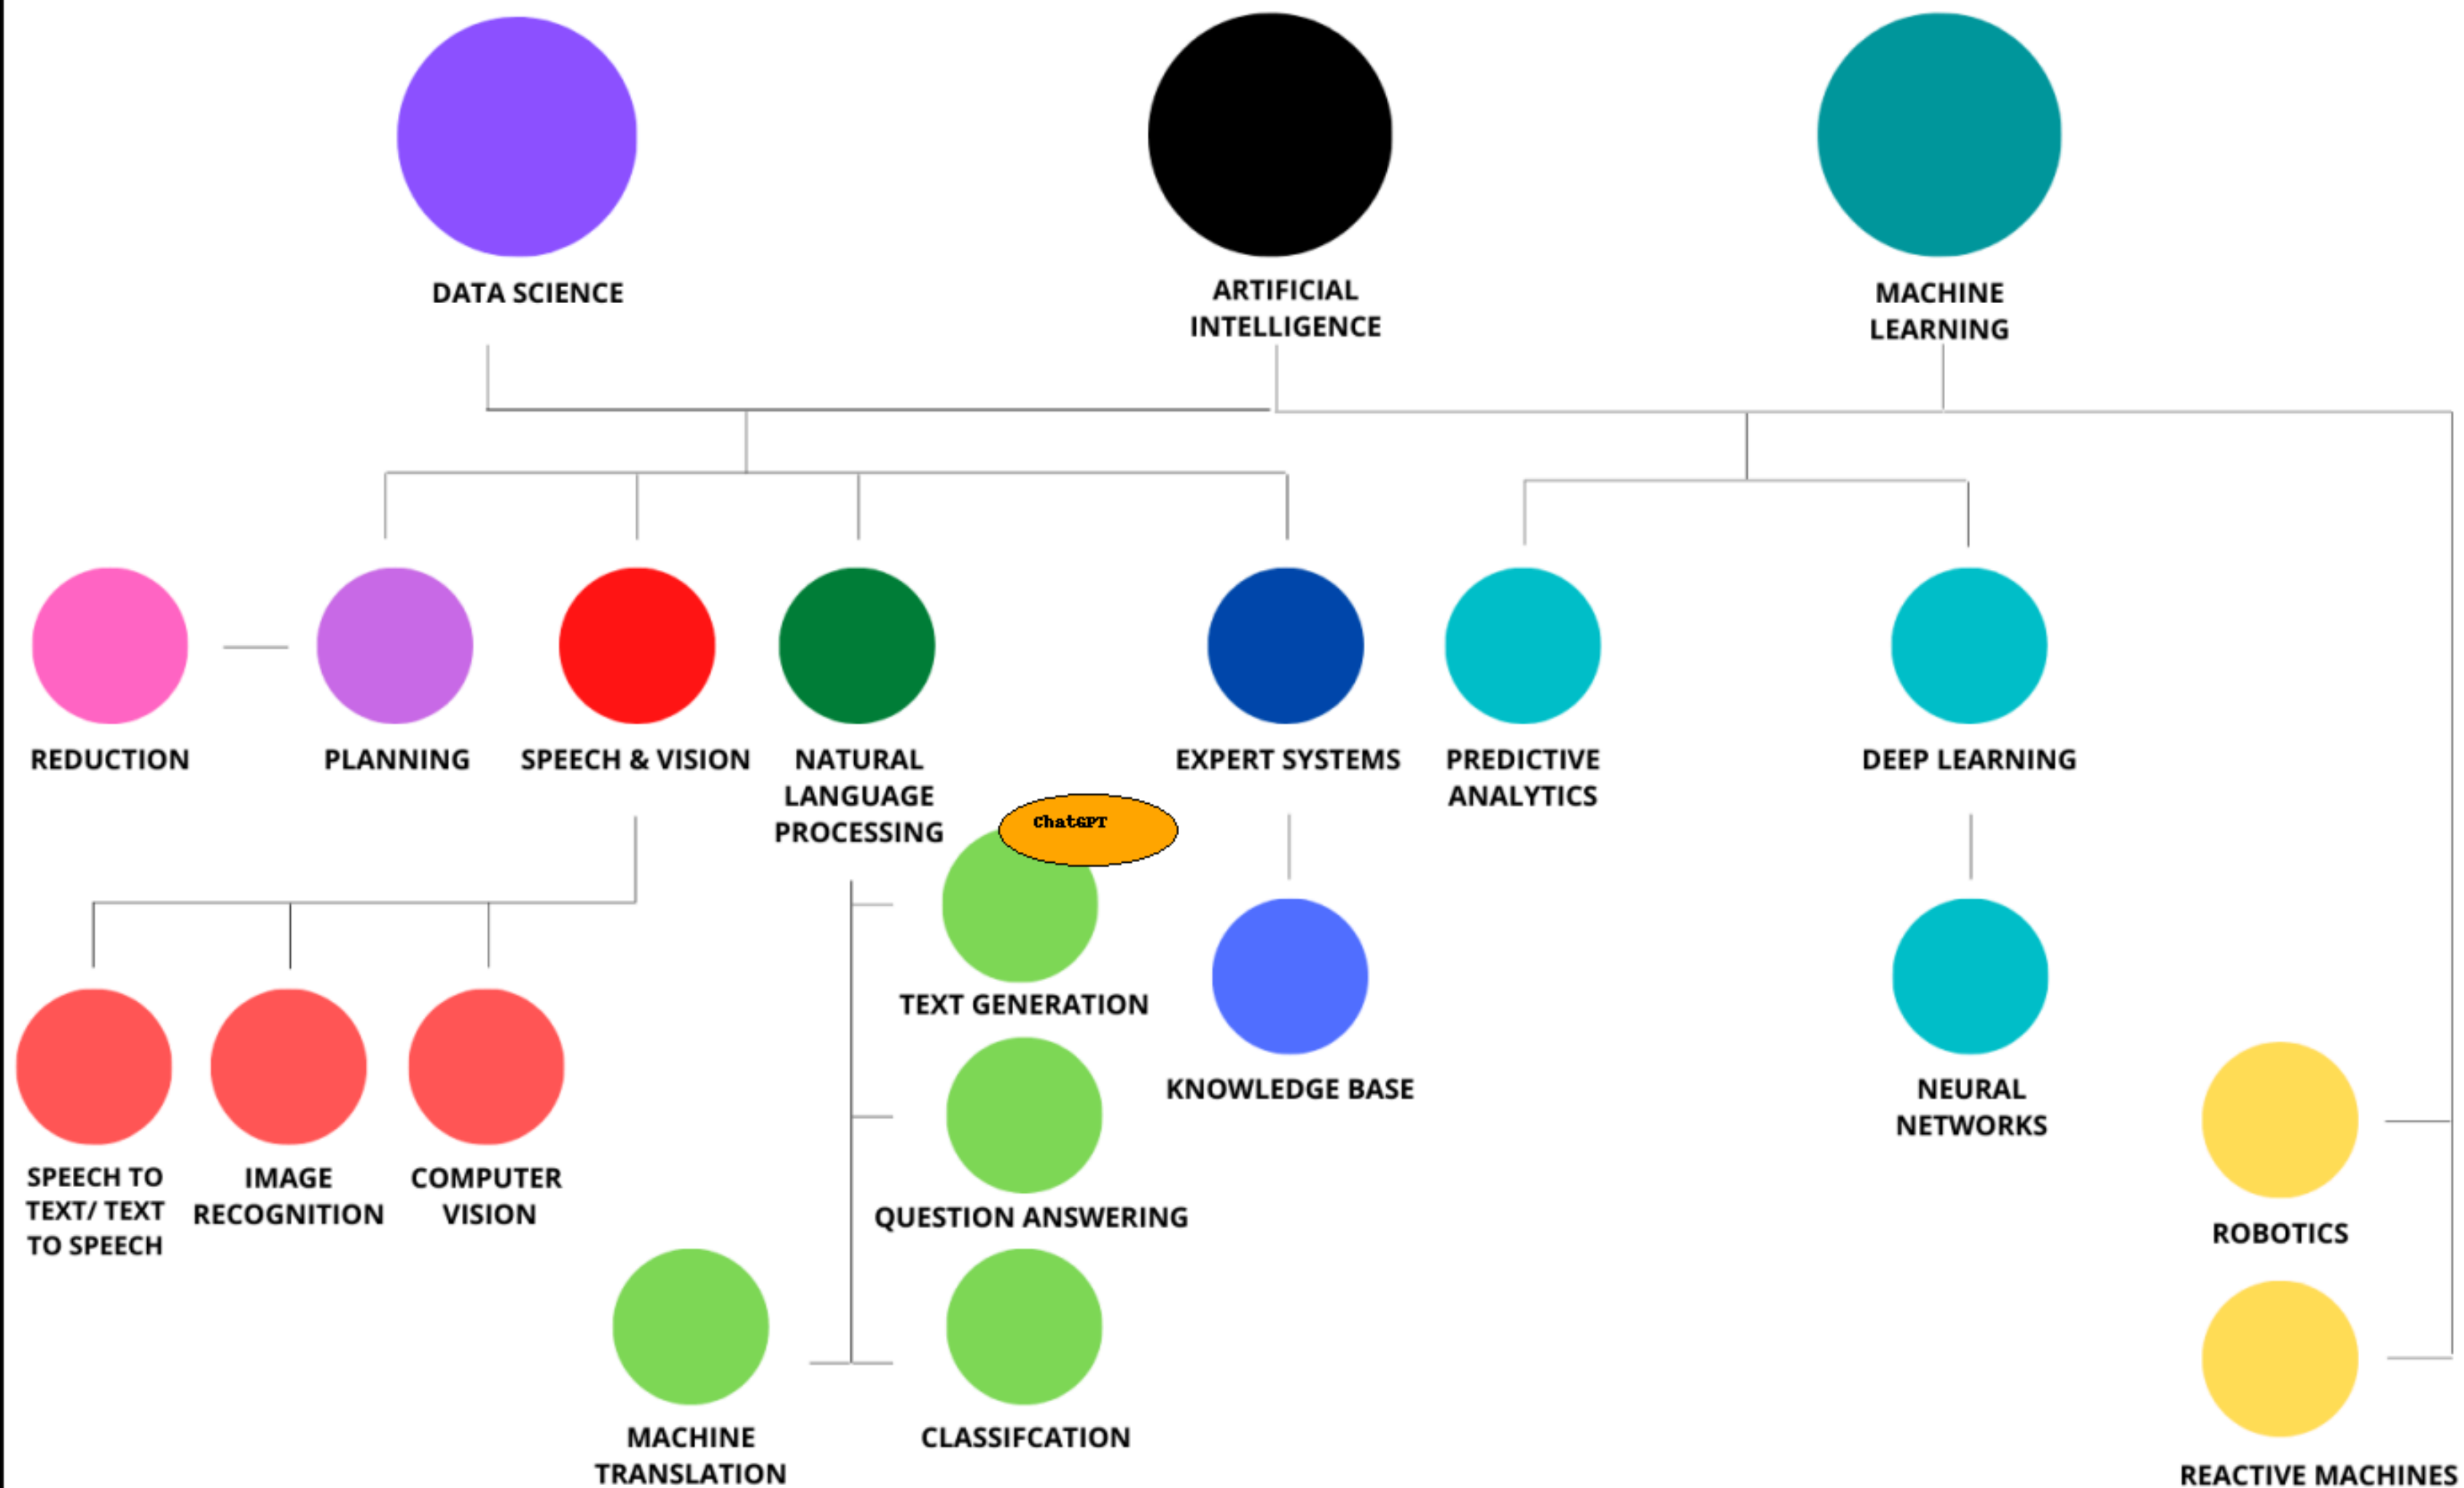 DATA SCIENCE
ARTIFICIAL
INTELLIGENCE
MACHINE
LEARNING
REDUCTION
PLANNING
SPEECH & VISION
NATURAL
LANGUAGE
PROCESSING
EXPERT SYSTEMS
PREDICTIVE
ANALYTICS
DEEP LEARNING
ChatGPT
TEXT GENERATION
KNOWLEDGE BASE
NEURAL
NETWORKS
SPEECH TO
TEXT/ TEXT
TO SPEECH
IMAGE
RECOGNITION
COMPUTER
VISION
QUESTION ANSWERING
ROBOTICS
MACHINE
TRANSLATION
CLASSIFCATION
REACTIVE MACHINES